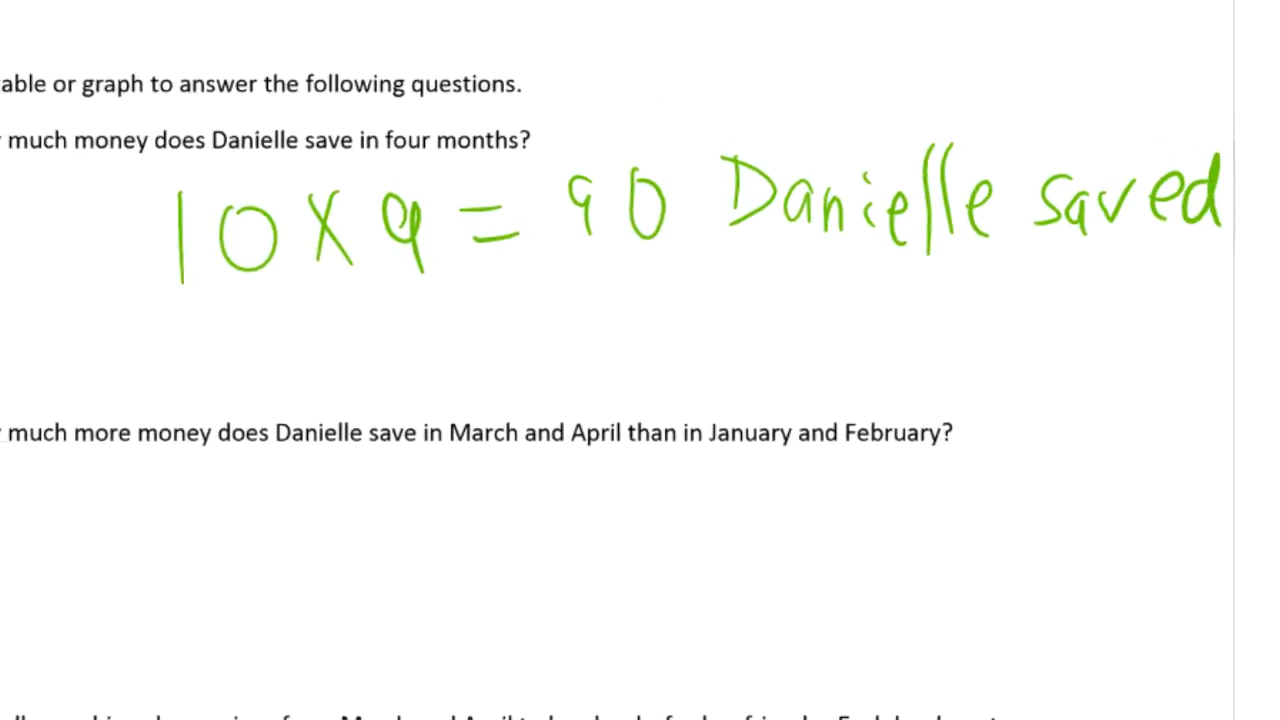 able or graph to answer the following questions.
much money does Danielle save in four months?
10 X 9 = 90 Danielle saved
much more money does Danielle save in March and April than in January and February?